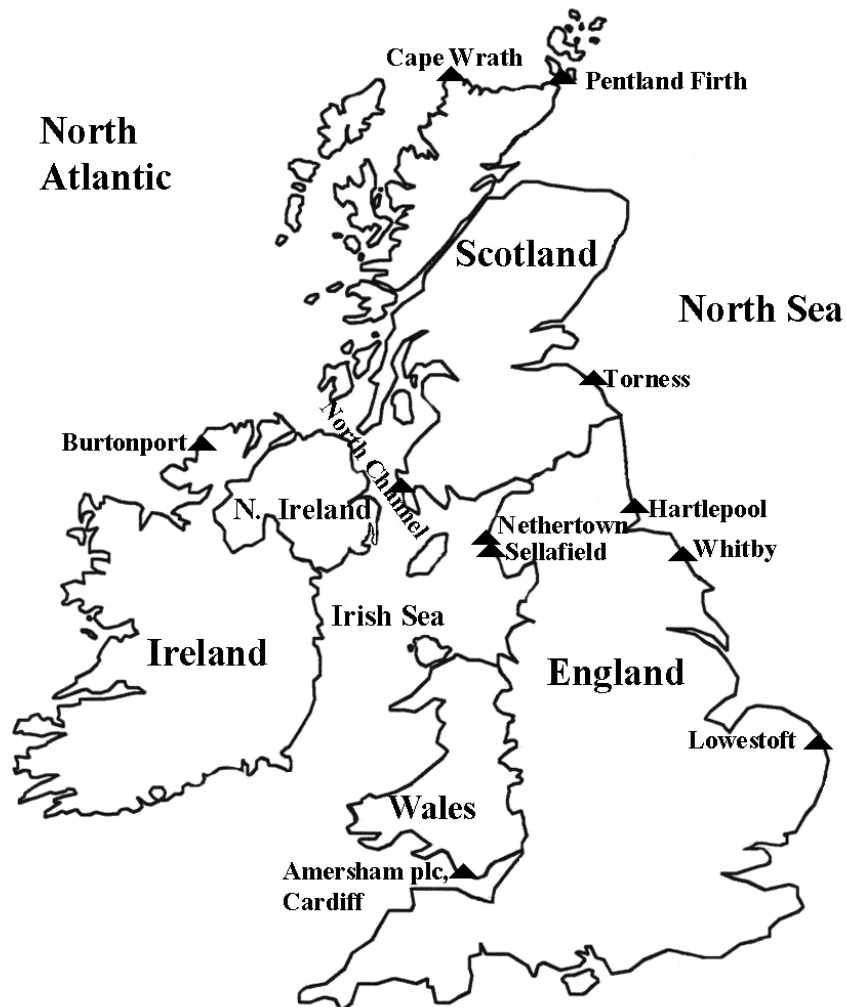 Cape Wrath
Pentland Firth
North
Atlantic
Scotland
North Sea
Torness
Burtonport
North Channel
N. Ireland
Hartlepool
Nethertown
Sellafield
Whitby
Irish Sea
Ireland
England
Lowestoft
Wales
Amersham plc,
Cardiff